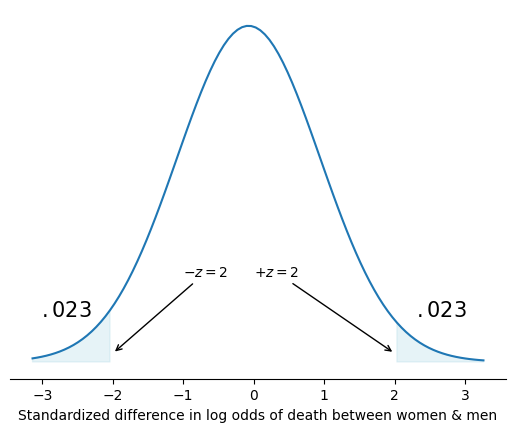 −z = 2
+z = 2
.023
.023
−3 −2 −1 0 1 2 3
Standardized difference in log odds of death between women & men